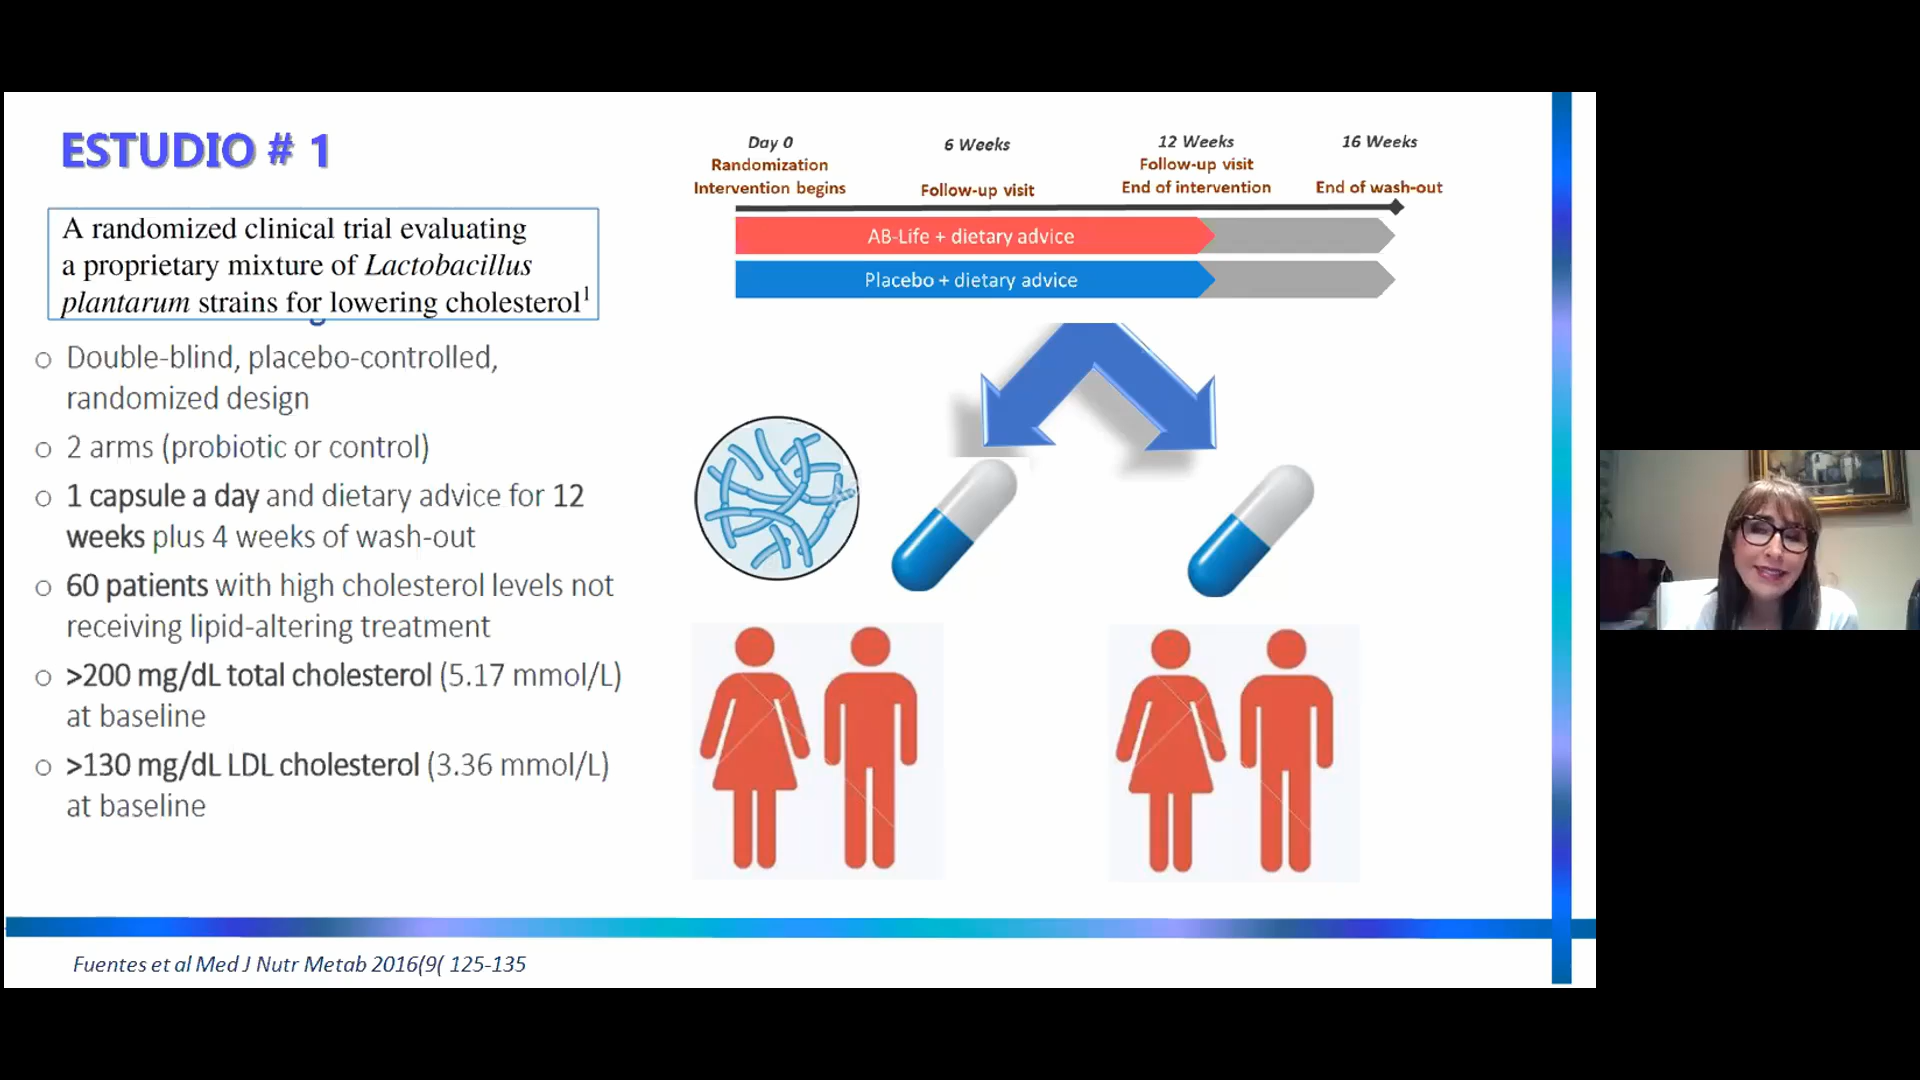 ESTUDIO # 1
A randomized clinical trial evaluating
a proprietary mixture of Lactobacillus
plantarum strains for lowering cholesterol1
○ Double-blind, placebo-controlled,
randomized design
○ 2 arms (probiotic or control)
○ 1 capsule a day and dietary advice for 12
weeks plus 4 weeks of wash-out
○ 60 patients with high cholesterol levels not
receiving lipid-altering treatment
○ >200 mg/dL total cholesterol (5.17 mmol/L)
at baseline
○ >130 mg/dL LDL cholesterol (3.36 mmol/L)
at baseline
Day 0
Randomization
Intervention begins
6 Weeks
Follow-up visit
12 Weeks
Follow-up visit
End of intervention
16 Weeks
End of wash-out
AB-Life + dietary advice
Placebo + dietary advice
Fuentes et al Med J Nutr Metab 2016(9( 125-135